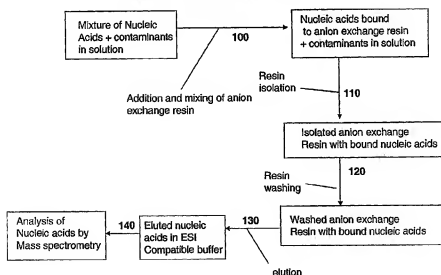 Mixture of Nucleic
Acids + contaminants
in solution
100
Nucleic acids bound
to anion exchange resin
+ contaminants in solution
Addition and mixing of anion
exchange resin
Resin
isolation
110
Isolated anion exchange
Resin with bound nucleic acids
120
Resin
washing
Washed anion exchange
Resin with bound nucleic acids
130
elution
Eluted nucleic
acids in ESI
Compatible buffer
140
Analysis of
Nucleic acids by
Mass spectrometry